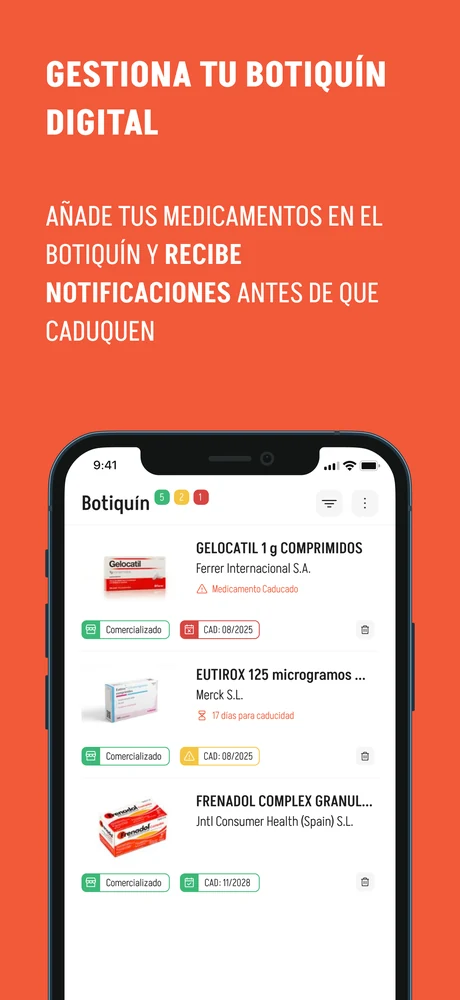 GESTIONA TU BOTIQUÍN
DIGITAL
AÑADE TUS MEDICAMENTOS EN EL
BOTIQUÍN Y RECIBE
NOTIFICACIONES ANTES DE QUE
CADUQUEN
9:41
Botiquín 5 2 1
GELOCATIL 1 g COMPRIMIDOS
Ferrer Internacional S.A.
Medicamento Caducado
Gelocatil
Comercializado CAD: 08/2025
EUTIROX 125 microgramos ...
Merck S.L.
17 días para caducidad
Comercializado CAD: 08/2025
FRENADOL COMPLEX GRANUL...
Jntl Consumer Health (Spain) S.L.
Frenadol
Comercializado CAD: 11/2028